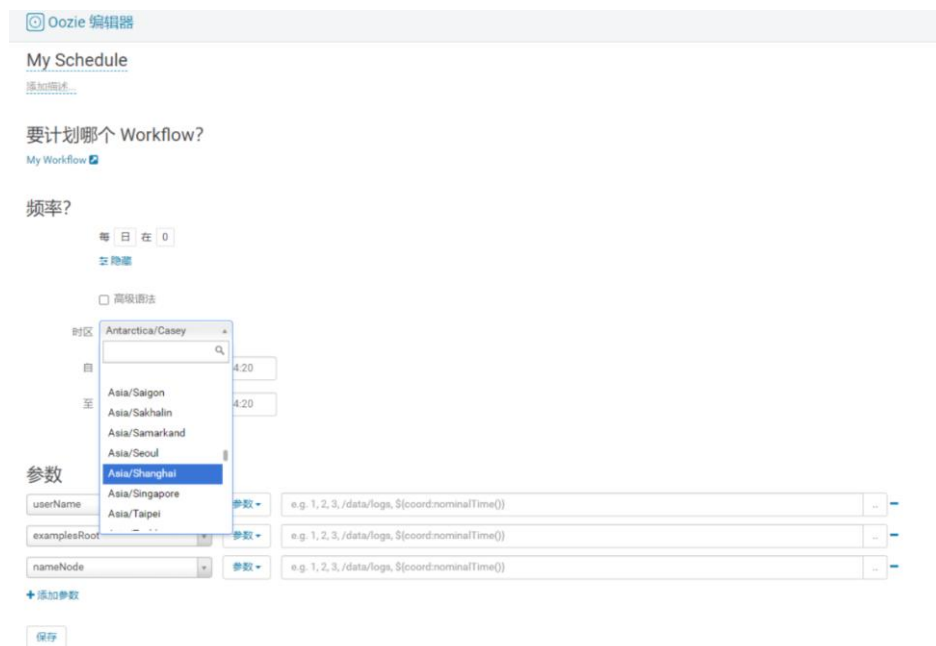 Oozie 编辑器
My Schedule
添加描述...
要计划哪个 Workflow?
My Workflow
频率?
每 日 在 0
隐藏
高级语法
时区 Antarctica/Casey
自 4:20
Asia/Saigon
至 4:20
Asia/Sakhalin
Asia/Samarkand
Asia/Seoul
Asia/Shanghai
Asia/Singapore
Asia/Taipei
参数
userName 参数 e.g. 1, 2, 3, /data/logs, ${coord:nominalTime()} ..
examplesRoot 参数 e.g. 1, 2, 3, /data/logs, ${coord:nominalTime()} ..
nameNode 参数 e.g. 1, 2, 3, /data/logs, ${coord:nominalTime()} ..
添加参数
保存